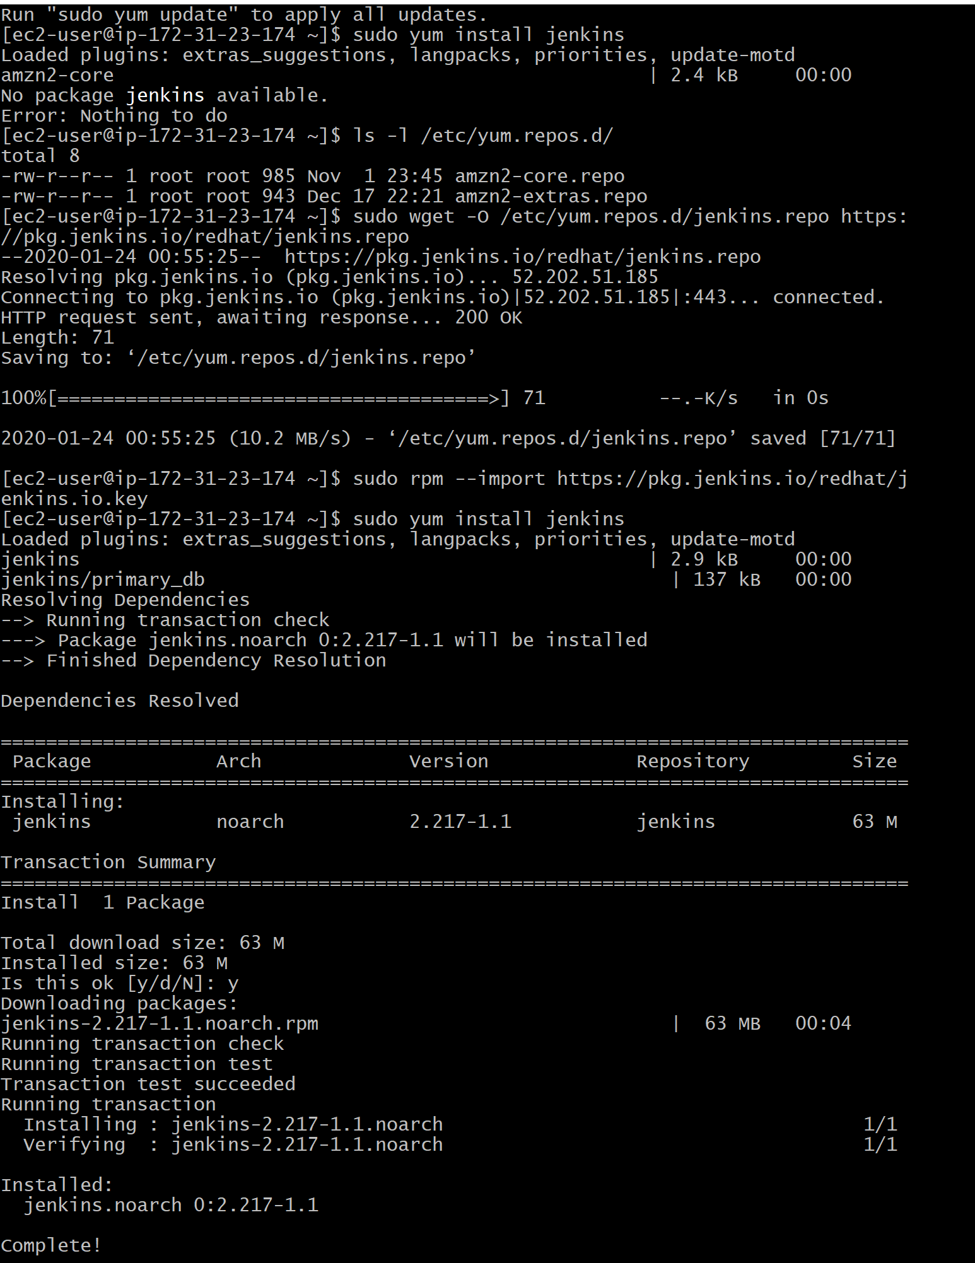 Run "sudo yum update" to apply all updates.
[ec2-user@ip-172-31-23-174 ~]$ sudo yum install jenkins
Loaded plugins: extras_suggestions, langpacks, priorities, update-motd
amzn2-core | 2.4 kB 00:00
No package jenkins available.
Error: Nothing to do
[ec2-user@ip-172-31-23-174 ~]$ ls -l /etc/yum.repos.d/
total 8
-rw-r--r-- 1 root root 985 Nov  1 23:45 amzn2-core.repo
-rw-r--r-- 1 root root 943 Dec 17 22:21 amzn2-extras.repo
[ec2-user@ip-172-31-23-174 ~]$ sudo wget -O /etc/yum.repos.d/jenkins.repo https:
//pkg.jenkins.io/redhat/jenkins.repo
--2020-01-24 00:55:25--  https://pkg.jenkins.io/redhat/jenkins.repo
Resolving pkg.jenkins.io (pkg.jenkins.io)... 52.202.51.185
Connecting to pkg.jenkins.io (pkg.jenkins.io)|52.202.51.185|:443... connected.
HTTP request sent, awaiting response... 200 OK
Length: 71
Saving to: ‘/etc/yum.repos.d/jenkins.repo’
100%[======================================>] 71 --.-K/s in 0s
2020-01-24 00:55:25 (10.2 MB/s) - ‘/etc/yum.repos.d/jenkins.repo’ saved [71/71]
[ec2-user@ip-172-31-23-174 ~]$ sudo rpm --import https://pkg.jenkins.io/redhat/j
enkins.io.key
[ec2-user@ip-172-31-23-174 ~]$ sudo yum install jenkins
Loaded plugins: extras_suggestions, langpacks, priorities, update-motd
jenkins | 2.9 kB 00:00
jenkins/primary_db | 137 kB 00:00
Resolving Dependencies
--> Running transaction check
---> Package jenkins.noarch 0:2.217-1.1 will be installed
--> Finished Dependency Resolution
Dependencies Resolved
================================================================================
Package Arch Version Repository Size
================================================================================
Installing:
jenkins noarch 2.217-1.1 jenkins 63 M
Transaction Summary
================================================================================
Install  1 Package
Total download size: 63 M
Installed size: 63 M
Is this ok [y/d/N]: y
Downloading packages:
jenkins-2.217-1.1.noarch.rpm | 63 MB 00:04
Running transaction check
Running transaction test
Transaction test succeeded
Running transaction
Installing : jenkins-2.217-1.1.noarch 1/1
Verifying  : jenkins-2.217-1.1.noarch 1/1
Installed:
jenkins.noarch 0:2.217-1.1
Complete!